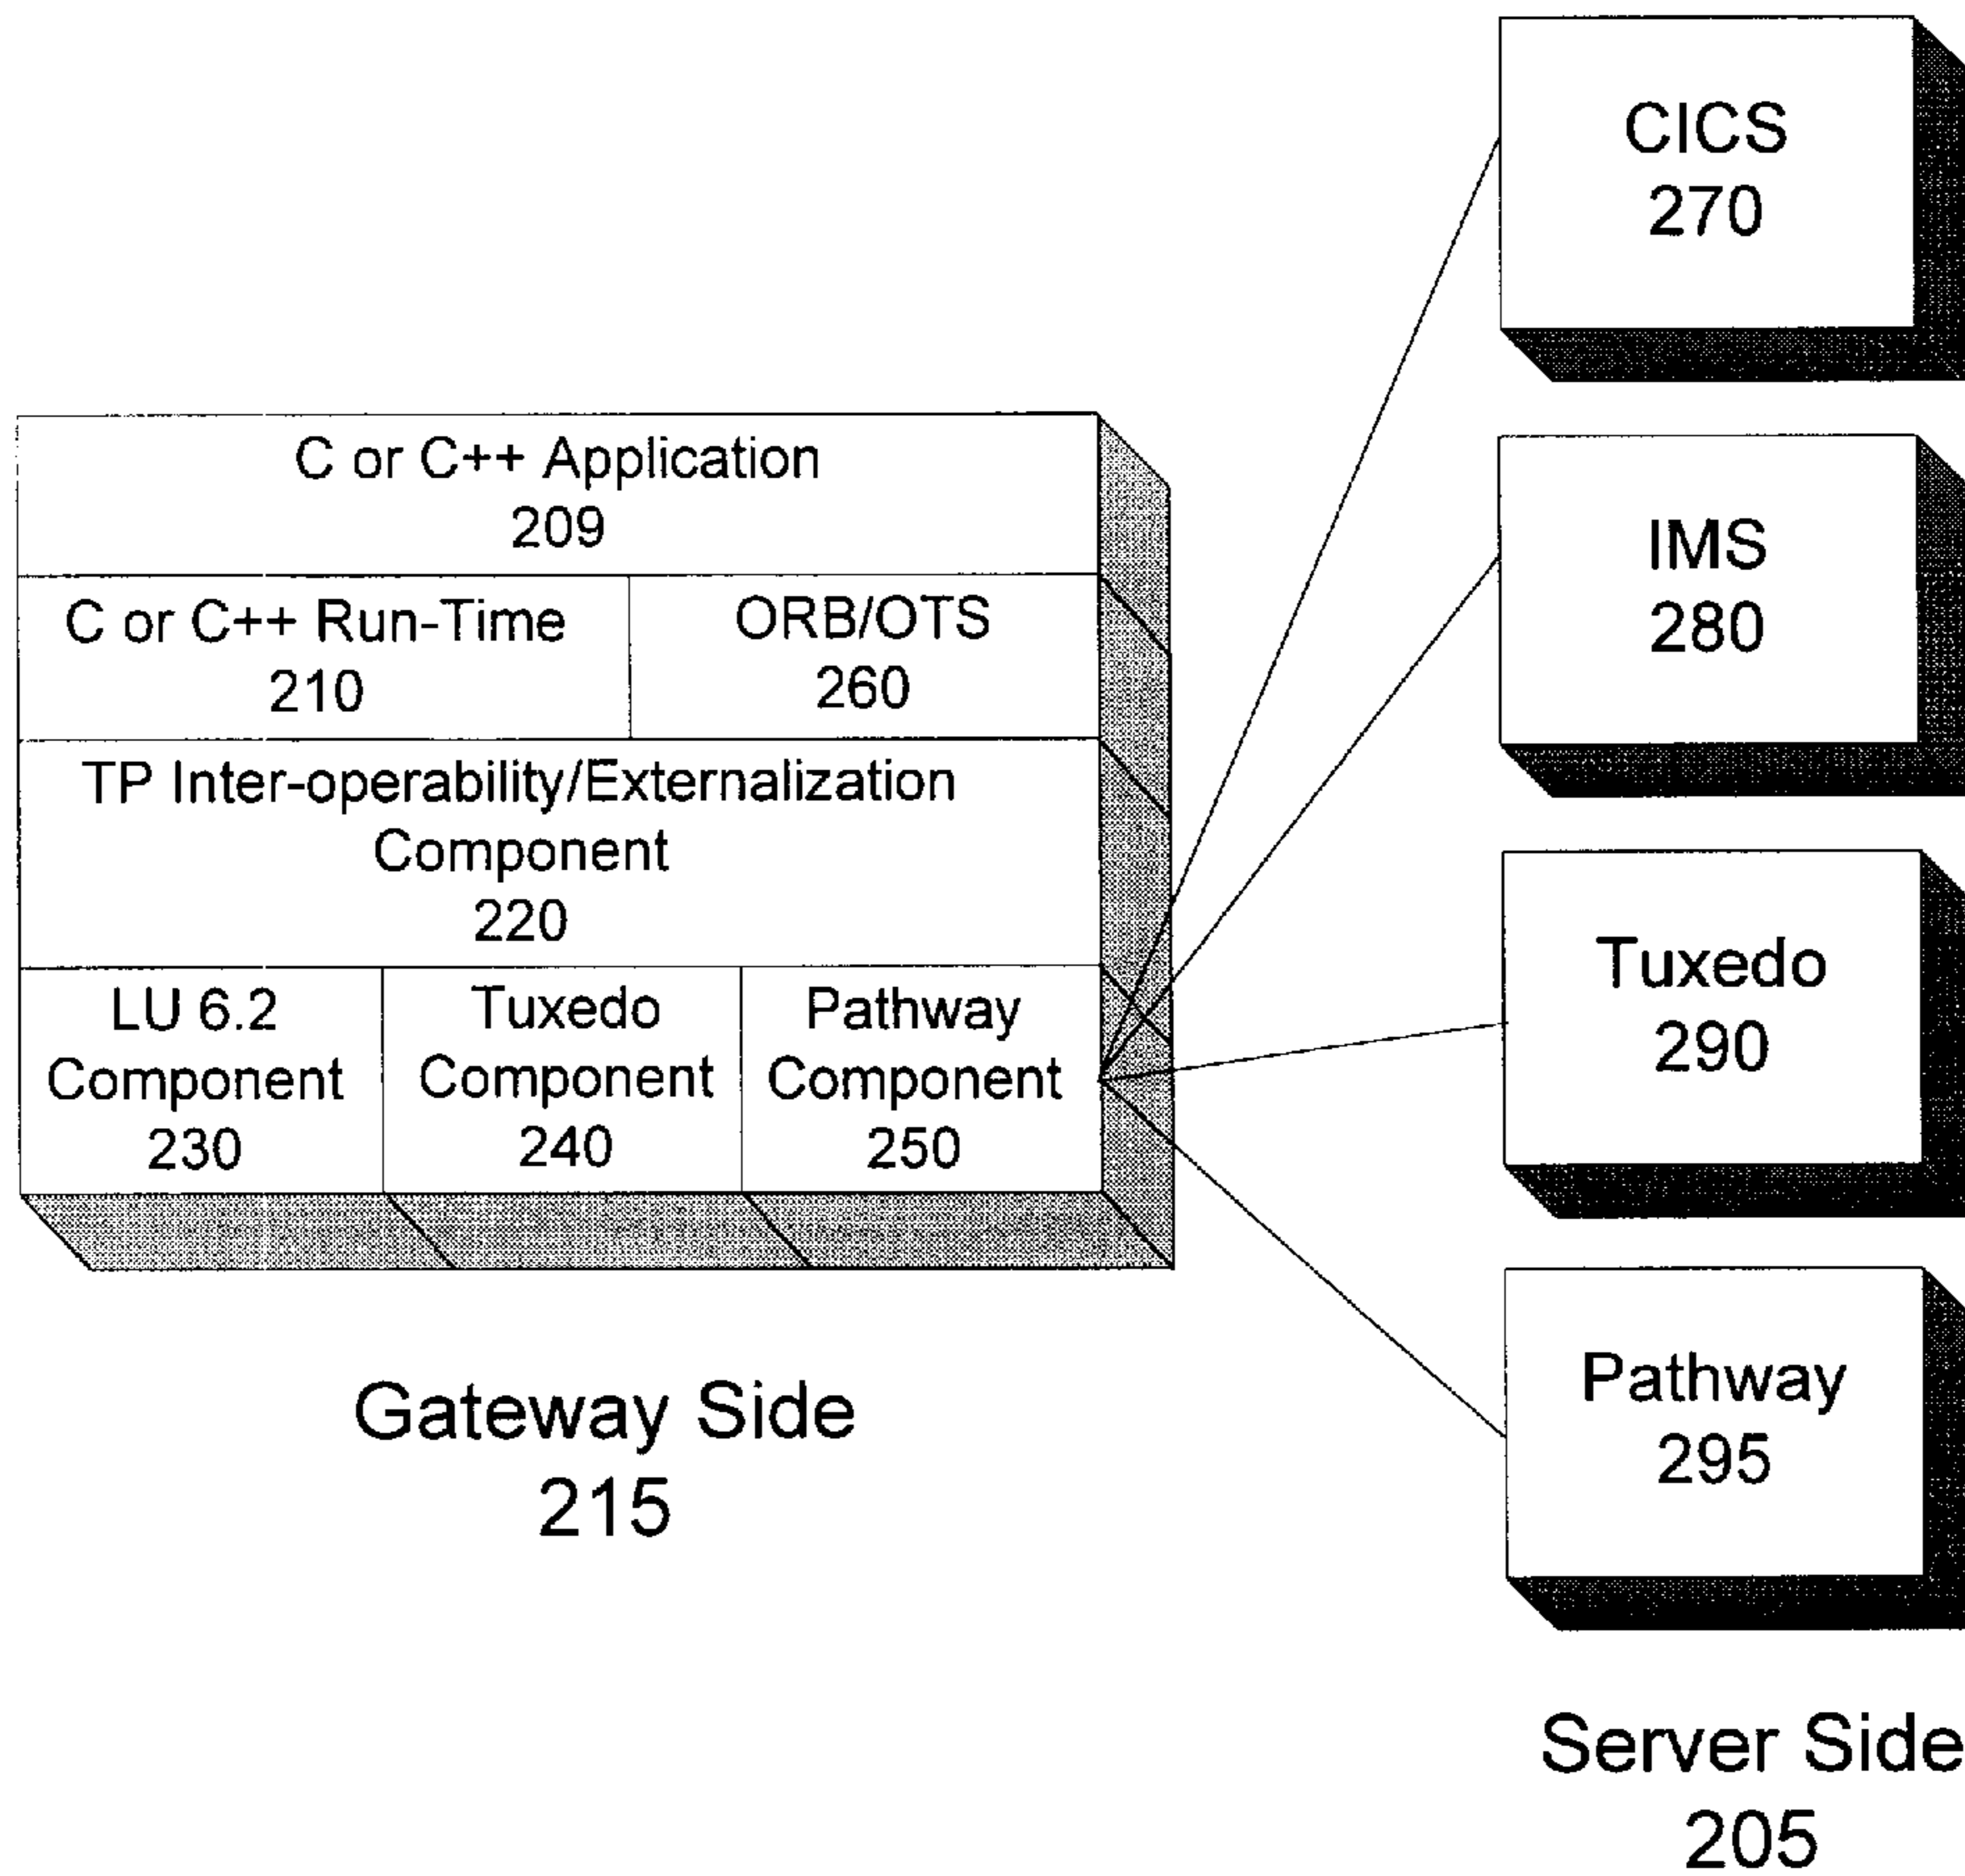 CICS
270
IMS
280
C or C++ Application
209
C or C++ Run-Time
210
ORB/OTS
260
TP Inter-operability/Externalization
Component
220
LU 6.2
Component
230
Tuxedo
Component
240
Pathway
Component
250
Tuxedo
290
Pathway
295
Gateway Side
215
Server Side
205